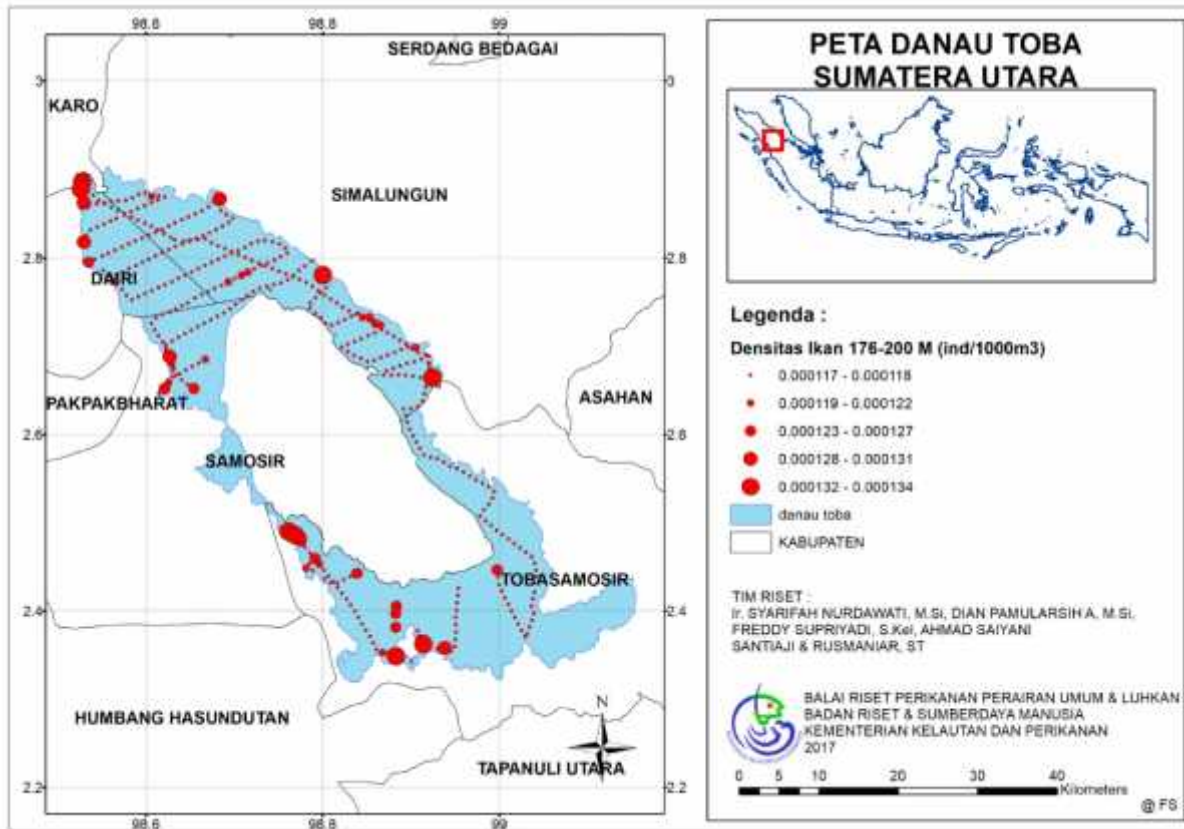 98.6 98.8 99
SERDANG BEDAGAI
3 3
KARO
SIMALUNGUN
2.8 2.8
DAIRI
ASAHAN
PAKPAKBHARAT
2.6 2.6
SAMOSIR
TOBASAMOSIR
2.4 2.4
HUMBANG HASUNDUTAN
N
TAPANULI UTARA
2.2 2.2
98.6 98.8 99
PETA DANAU TOBA
SUMATERA UTARA
Legenda :
Densitas Ikan 176-200 M (ind/1000m3)
0.000117 - 0.000118
0.000119 - 0.000122
0.000123 - 0.000127
0.000128 - 0.000131
0.000132 - 0.000134
danau toba
KABUPATEN
TIM RISET :
Ir. SYARIFAH NURDAWATI, M.Si, DIAN PAMULARSIH A, M.Si,
FREDDY SUPRIYADI, S.Kel, AHMAD SAIYANI
SANTIAJI & RUSMANIAR, ST
BALAI RISET PERIKANAN PERAIRAN UMUM & LUHKAN
BADAN RISET & SUMBERDAYA MANUSIA
KEMENTERIAN KELAUTAN DAN PERIKANAN
2017
0 5 10 20 30 40
Kilometers
@ FS